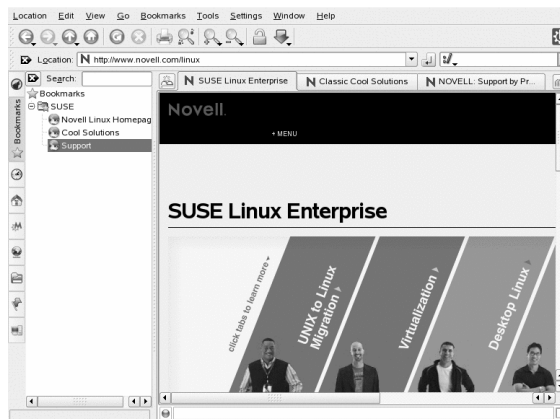 Location Edit View Go Bookmarks Tools Settings Window Help
Location: N http://www.novell.com/linux
Search:
N SUSE Linux Enterprise
N Classic Cool Solutions
N NOVELL: Support by Pr...
Bookmarks
Bookmarks
SUSE
Novell Linux Homepag
Cool Solutions
Support
Novell.
+ MENU
SUSE Linux Enterprise
click tabs to learn more
UNIX to Linux
Migration
Virtualization
Desktop Linux